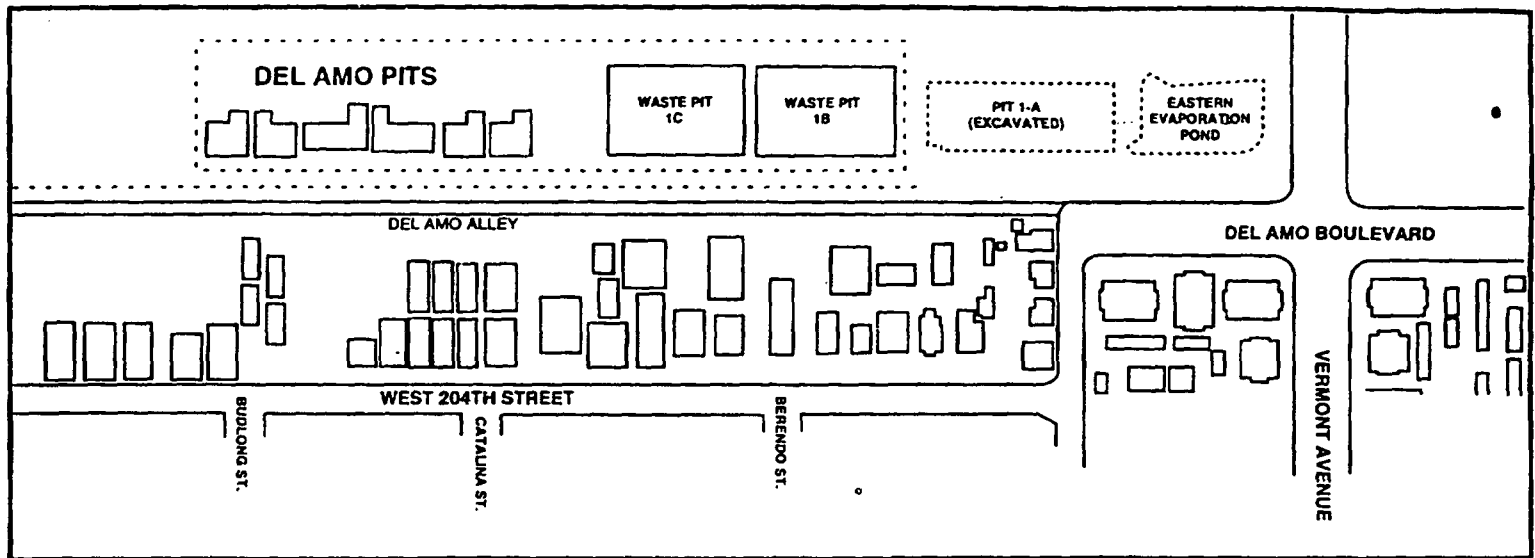 DEL AMO PITS
WASTE PIT
1C
WASTE PIT
1B
PIT 1-A
(EXCAVATED)
EASTERN
EVAPORATION
POND
DEL AMO ALLEY
DEL AMO BOULEVARD
WEST 204TH STREET
BUDLONG ST.
CATALINA ST.
BERENDO ST.
VERMONT AVENUE